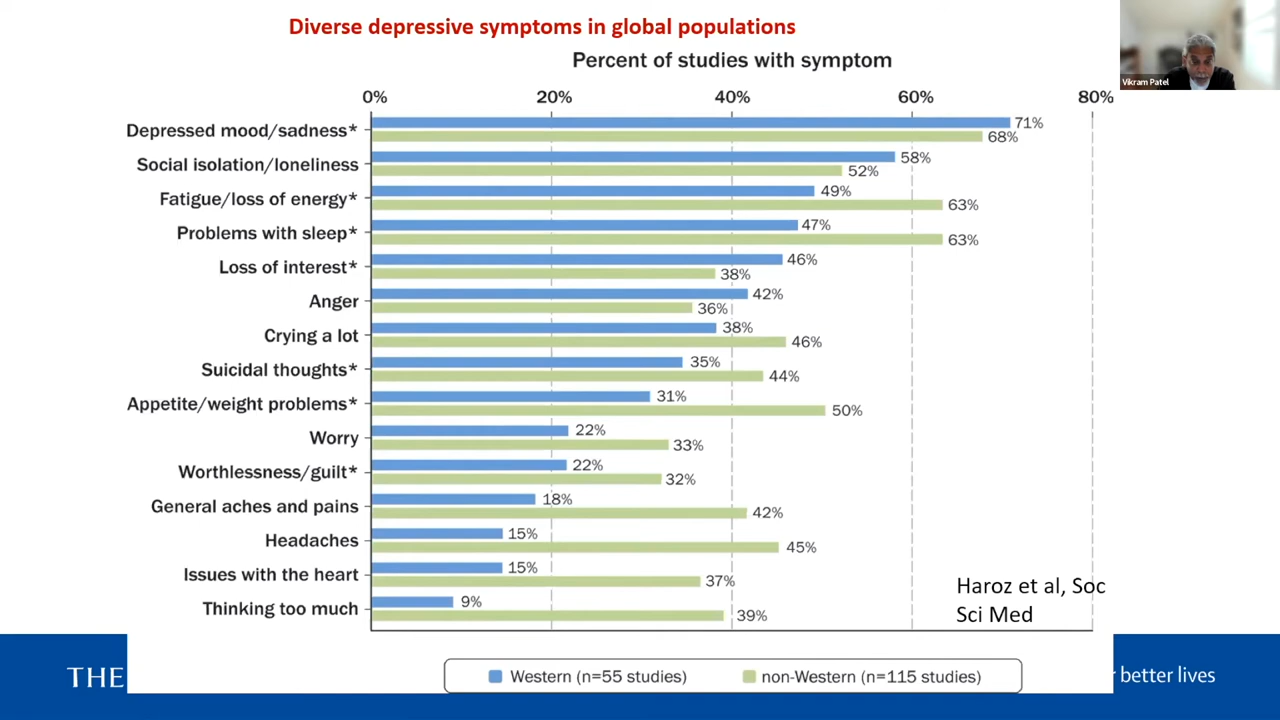 Diverse depressive symptoms in global populations
Vikram Patel
Percent of studies with symptom
0% 20% 40% 60% 80%
Depressed mood/sadness* 71% 68%
Social isolation/loneliness 58% 52%
Fatigue/loss of energy* 49% 63%
Problems with sleep* 47% 63%
Loss of interest* 46% 38%
Anger 42% 36%
Crying a lot 38% 46%
Suicidal thoughts* 35% 44%
Appetite/weight problems* 31% 50%
Worry 22% 33%
Worthlessness/guilt* 22% 32%
General aches and pains 18% 42%
Headaches 15% 45%
Issues with the heart 15% 37%
Thinking too much 9% 39%
Haroz et al, Soc
Sci Med
Western (n=55 studies) non-Western (n=115 studies)
THE better lives